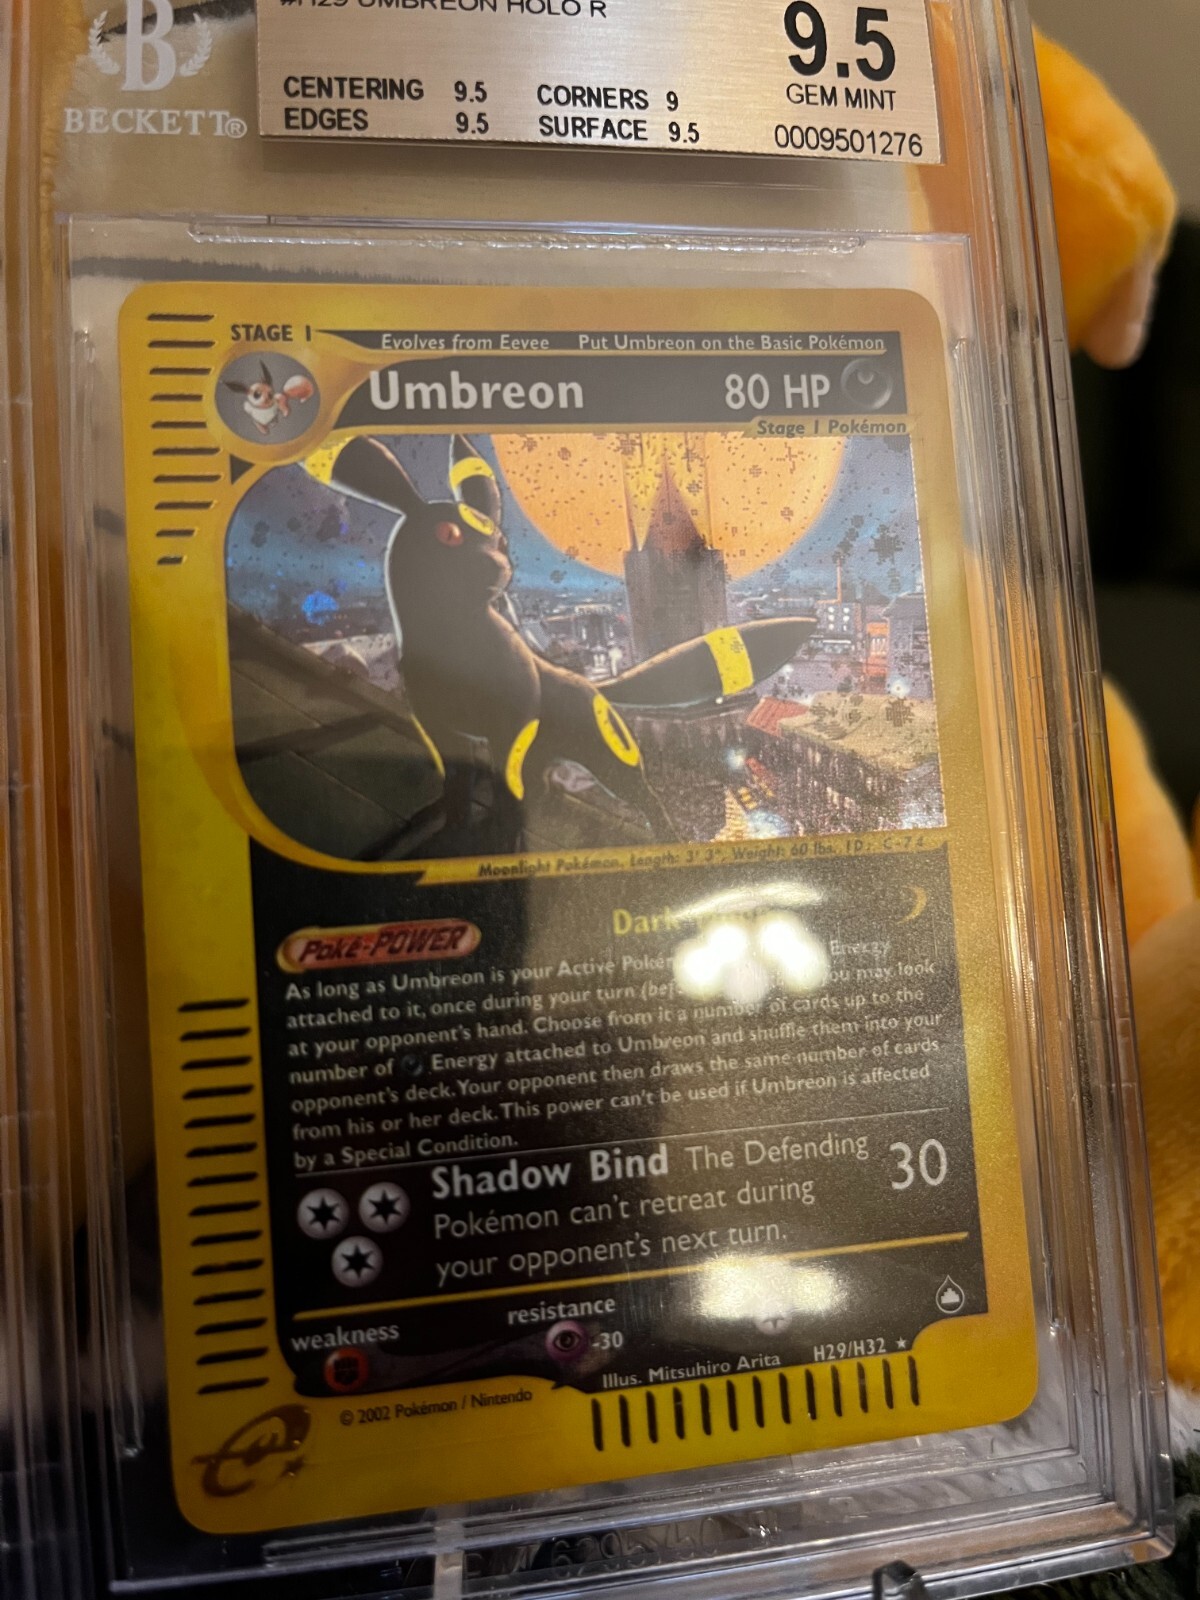 #H29 UMBREON HOLO R
B
BECKETT®
9.5
GEM MINT
CENTERING 9.5 CORNERS 9
EDGES 9.5 SURFACE 9.5
0009501276
STAGE 1
Evolves from Eevee Put Umbreon on the Basic Pokémon
Umbreon 80 HP
Stage 1 Pokémon
Moonlight Pokémon. Length: 3' 3", Weight: 60 lbs. ID: C-74
Poké-POWER
Dark
As long as Umbreon is your Active Energy
attached to it, once during your turn you may look
at your opponent's hand. Choose from it a number of cards up to the
number of Energy attached to Umbreon and shuffle them into your
opponent's deck. Your opponent then draws the same number of cards
from his or her deck. This power can't be used if Umbreon is affected
by a Special Condition.
Shadow Bind The Defending 30
Pokémon can't retreat during
your opponent's next turn.
weakness
resistance
-30
Illus. Mitsuhiro Arita H29/H32 ★
© 2002 Pokémon / Nintendo